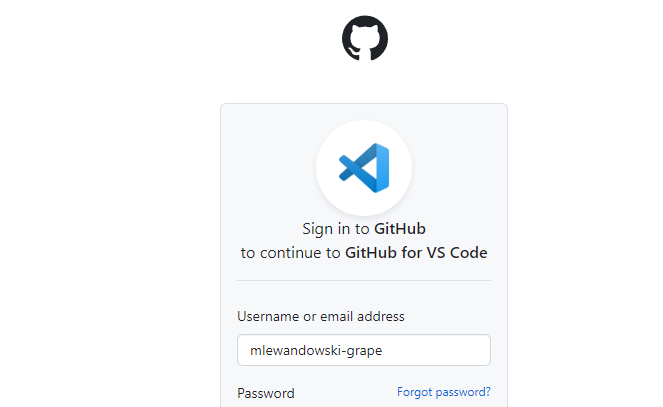 Sign in to GitHub
to continue to GitHub for VS Code
Username or email address
mlewandowski-grape
Password Forgot password?